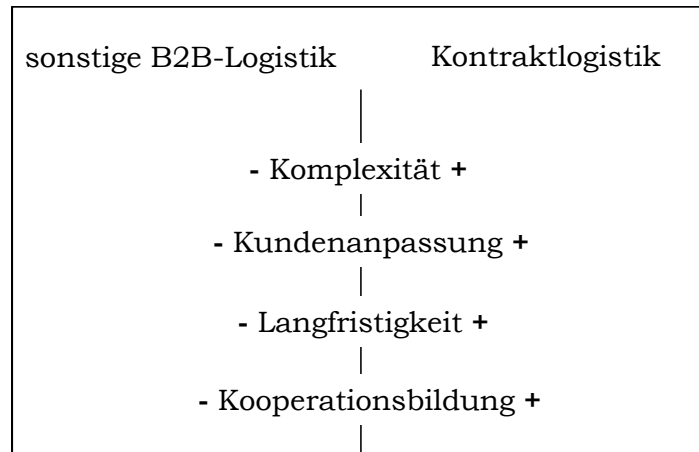 sonstige B2B-Logistik Kontraktlogistik
- Komplexität +
- Kundenanpassung +
- Langfristigkeit +
- Kooperationsbildung +